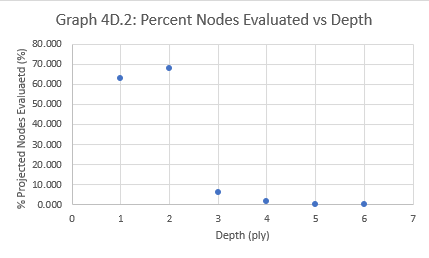 Graph 4D.2: Percent Nodes Evaluated vs Depth
% Projected Nodes Evaluaetd (%)
80.000
70.000
60.000
50.000
40.000
30.000
20.000
10.000
0.000
0 1 2 3 4 5 6 7
Depth (ply)